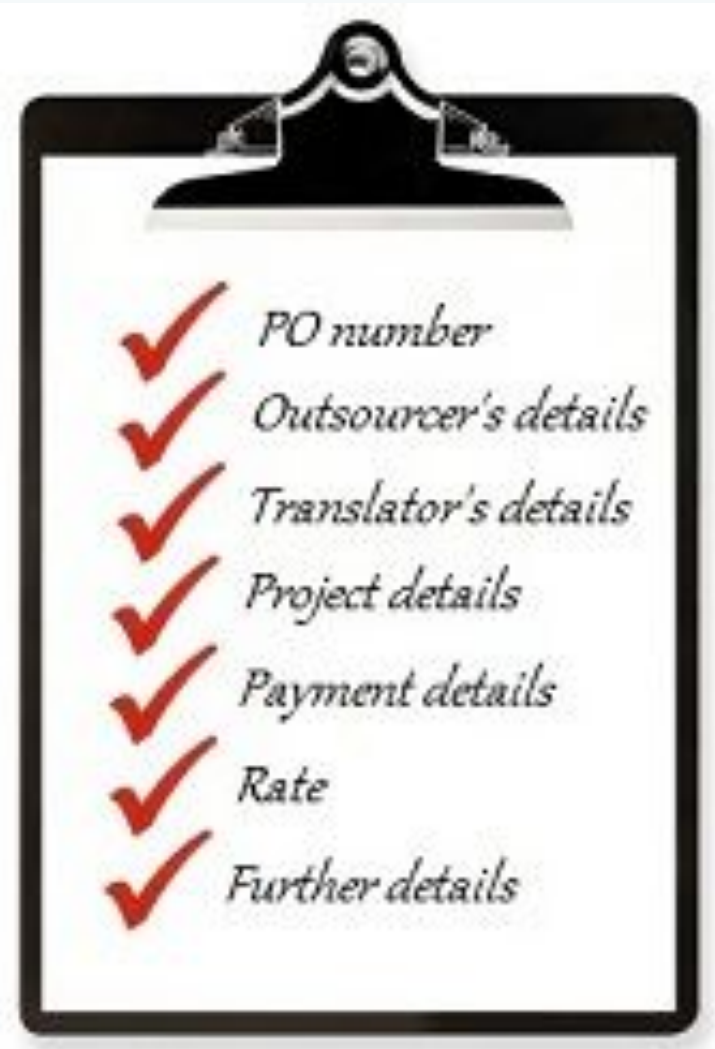 PO number
Outsourcer's details
Translator's details
Project details
Payment details
Rate
Further details